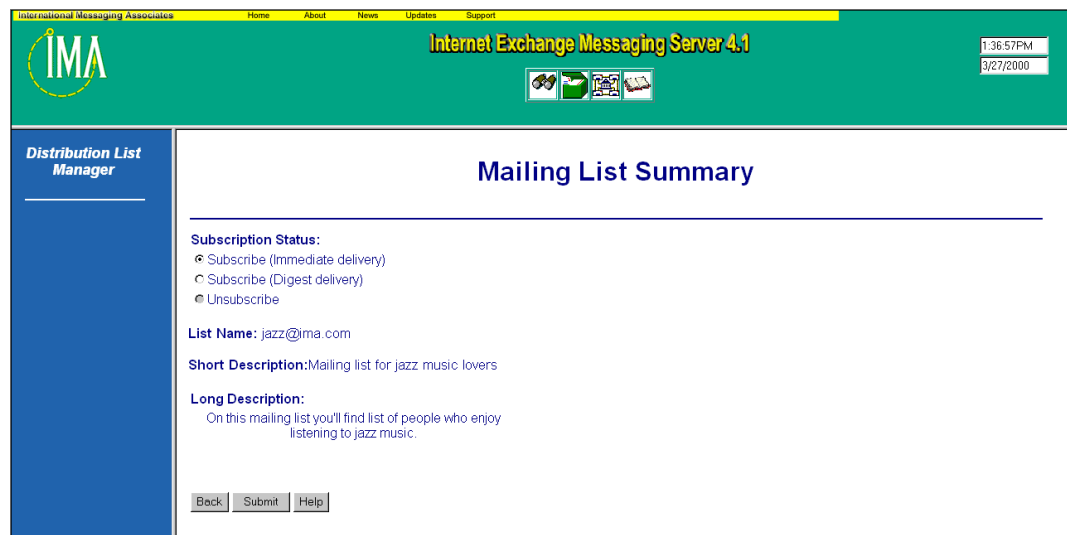 International Messaging Associates Home About News Updates Support
IMA
Internet Exchange Messaging Server 4.1
1:36:57PM
3/27/2000
Distribution List
Manager
Mailing List Summary
Subscription Status:
Subscribe (Immediate delivery)
Subscribe (Digest delivery)
Unsubscribe
List Name: jazz@ima.com
Short Description:Mailing list for jazz music lovers
Long Description:
On this mailing list you'll find list of people who enjoy
listening to jazz music.
Back Submit Help